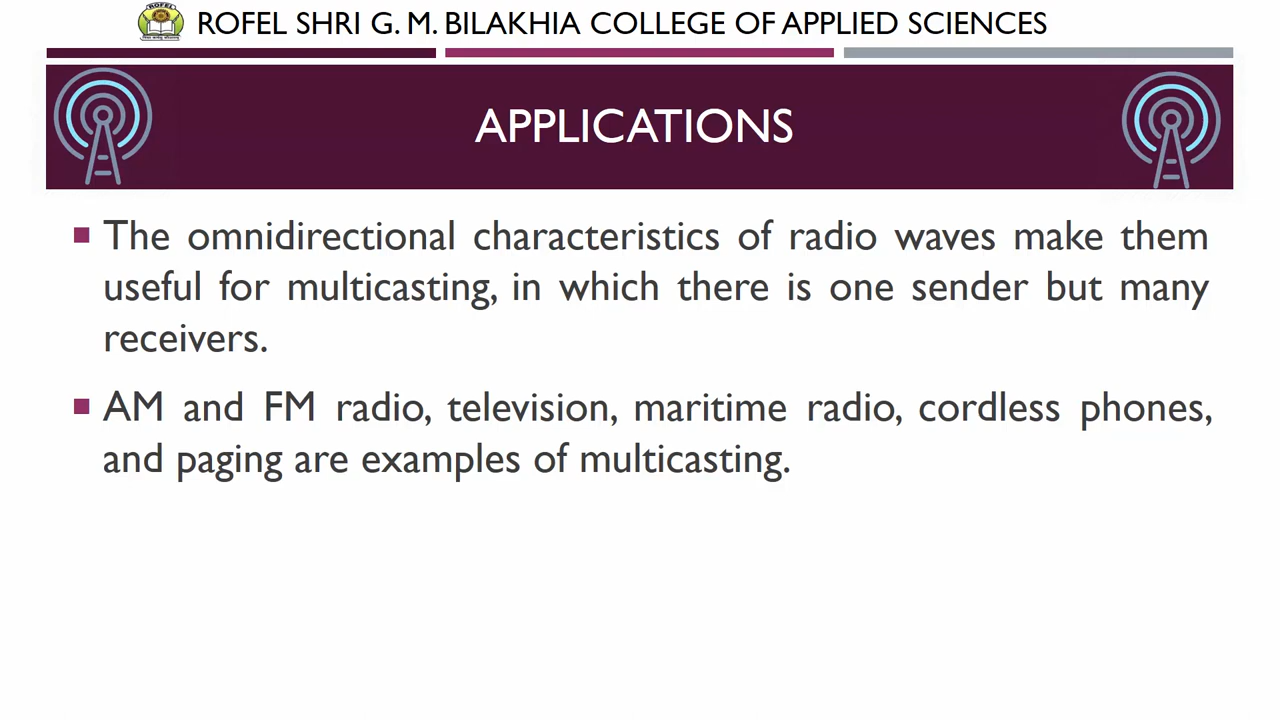 ROFEL
ROFEL SHRI G. M. BILAKHIA COLLEGE OF APPLIED SCIENCES
APPLICATIONS
The omnidirectional characteristics of radio waves make them
useful for multicasting, in which there is one sender but many
receivers.
AM and FM radio, television, maritime radio, cordless phones,
and paging are examples of multicasting.